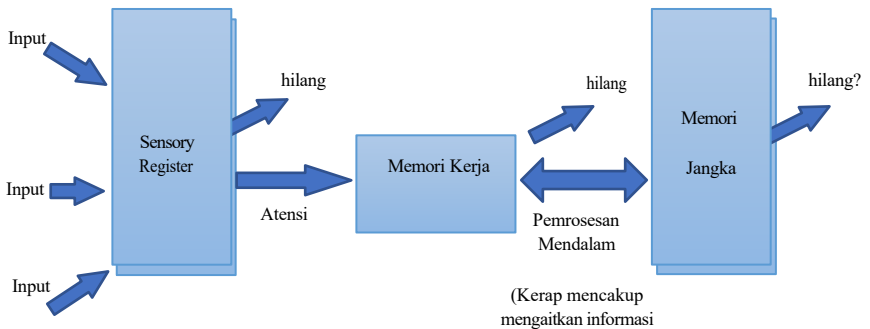 Input
Input
Input
Sensory
Register
hilang
Atensi
Memori Kerja
hilang
Pemrosesan
Mendalam
(Kerap mencakup
mengaitkan informasi
Memori
Jangka
hilang?